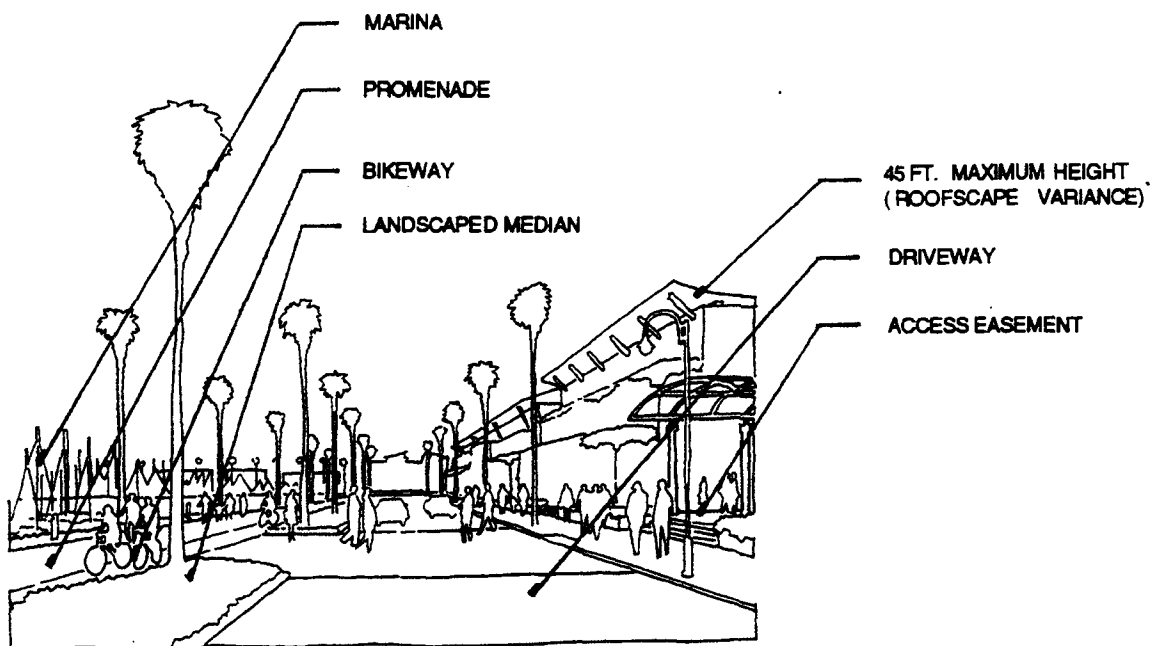 MARINA
PROMENADE
BIKEWAY
LANDSCAPED MEDIAN
45 FT. MAXIMUM HEIGHT
(ROOFSCAPE VARIANCE)
DRIVEWAY
ACCESS EASEMENT